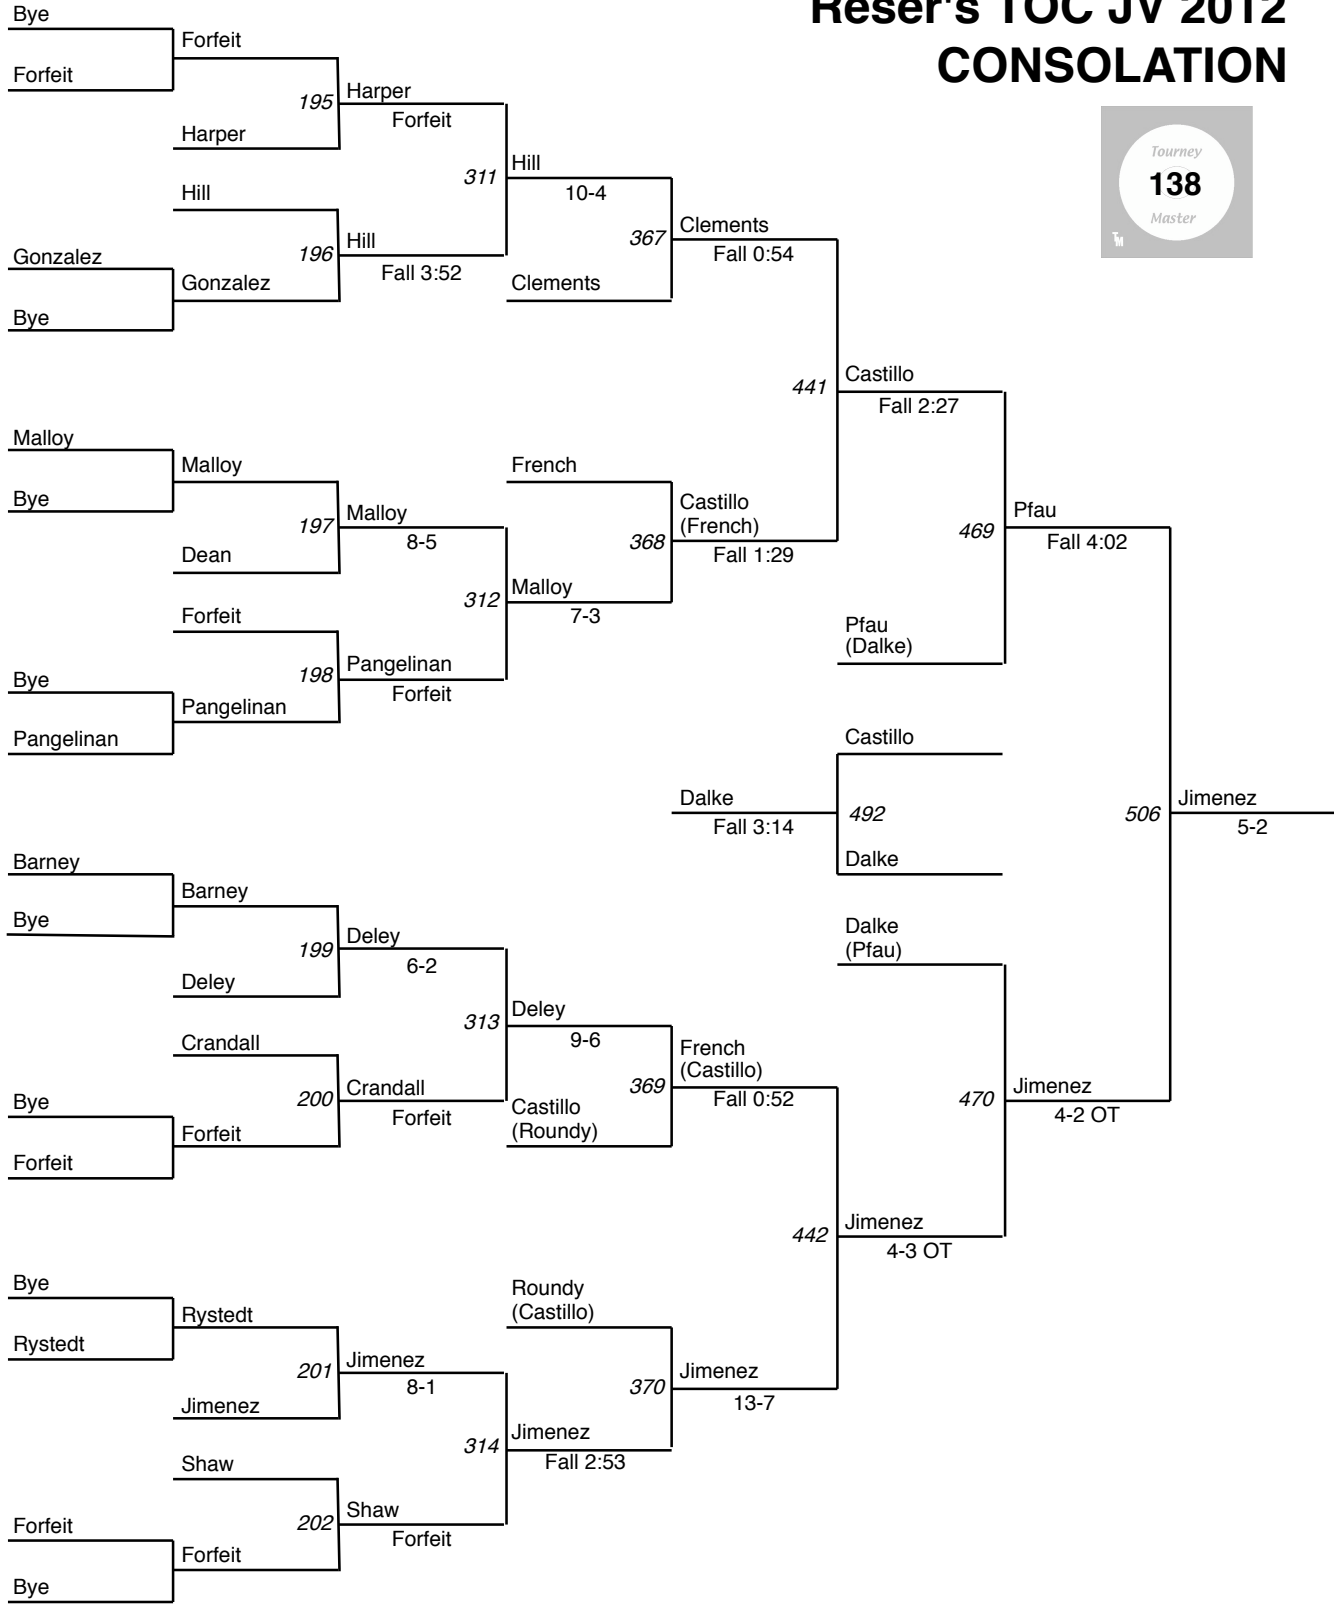 Reser's TOC JV 2012
CONSOLATION
Tourney
138
Master
TM
Bye
Forfeit
Forfeit
195
Harper
Forfeit
Harper
311
Hill
10-4
Hill
196
Hill
Fall 3:52
Gonzalez
Gonzalez
Bye
367
Clements
Fall 0:54
Clements
441
Castillo
Fall 2:27
Malloy
Malloy
Bye
197
Malloy
8-5
Dean
French
368
Castillo
(French)
Fall 1:29
312
Malloy
7-3
Forfeit
198
Pangelinan
Forfeit
Bye
Pangelinan
Pangelinan
469
Pfau
Fall 4:02
Pfau
(Dalke)
Castillo
Dalke
Fall 3:14
492
Dalke
506
Jimenez
5-2
Barney
Barney
Bye
199
Deley
6-2
Deley
313
Deley
9-6
Crandall
200
Crandall
Forfeit
Bye
Forfeit
Forfeit
Castillo
(Roundy)
369
French
(Castillo)
Fall 0:52
Dalke
(Pfau)
470
Jimenez
4-2 OT
442
Jimenez
4-3 OT
Bye
Rystedt
Rystedt
201
Jimenez
8-1
Jimenez
Roundy
(Castillo)
370
Jimenez
13-7
314
Jimenez
Fall 2:53
Shaw
202
Shaw
Forfeit
Forfeit
Forfeit
Bye